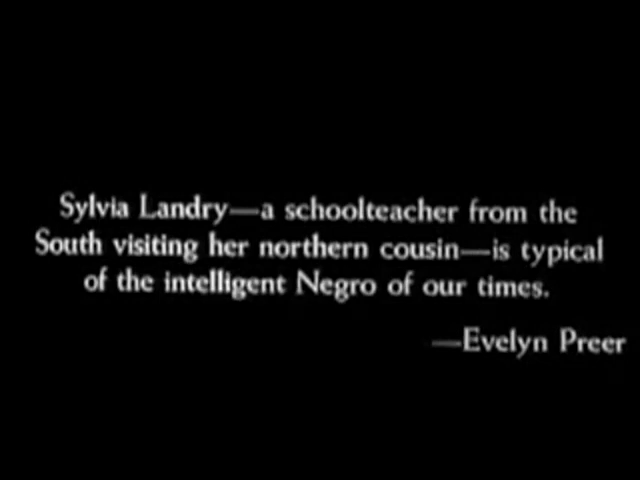 Sylvia Landry—a schoolteacher from the
South visiting her northern cousin—is typical
of the intelligent Negro of our times.
—Evelyn Preer